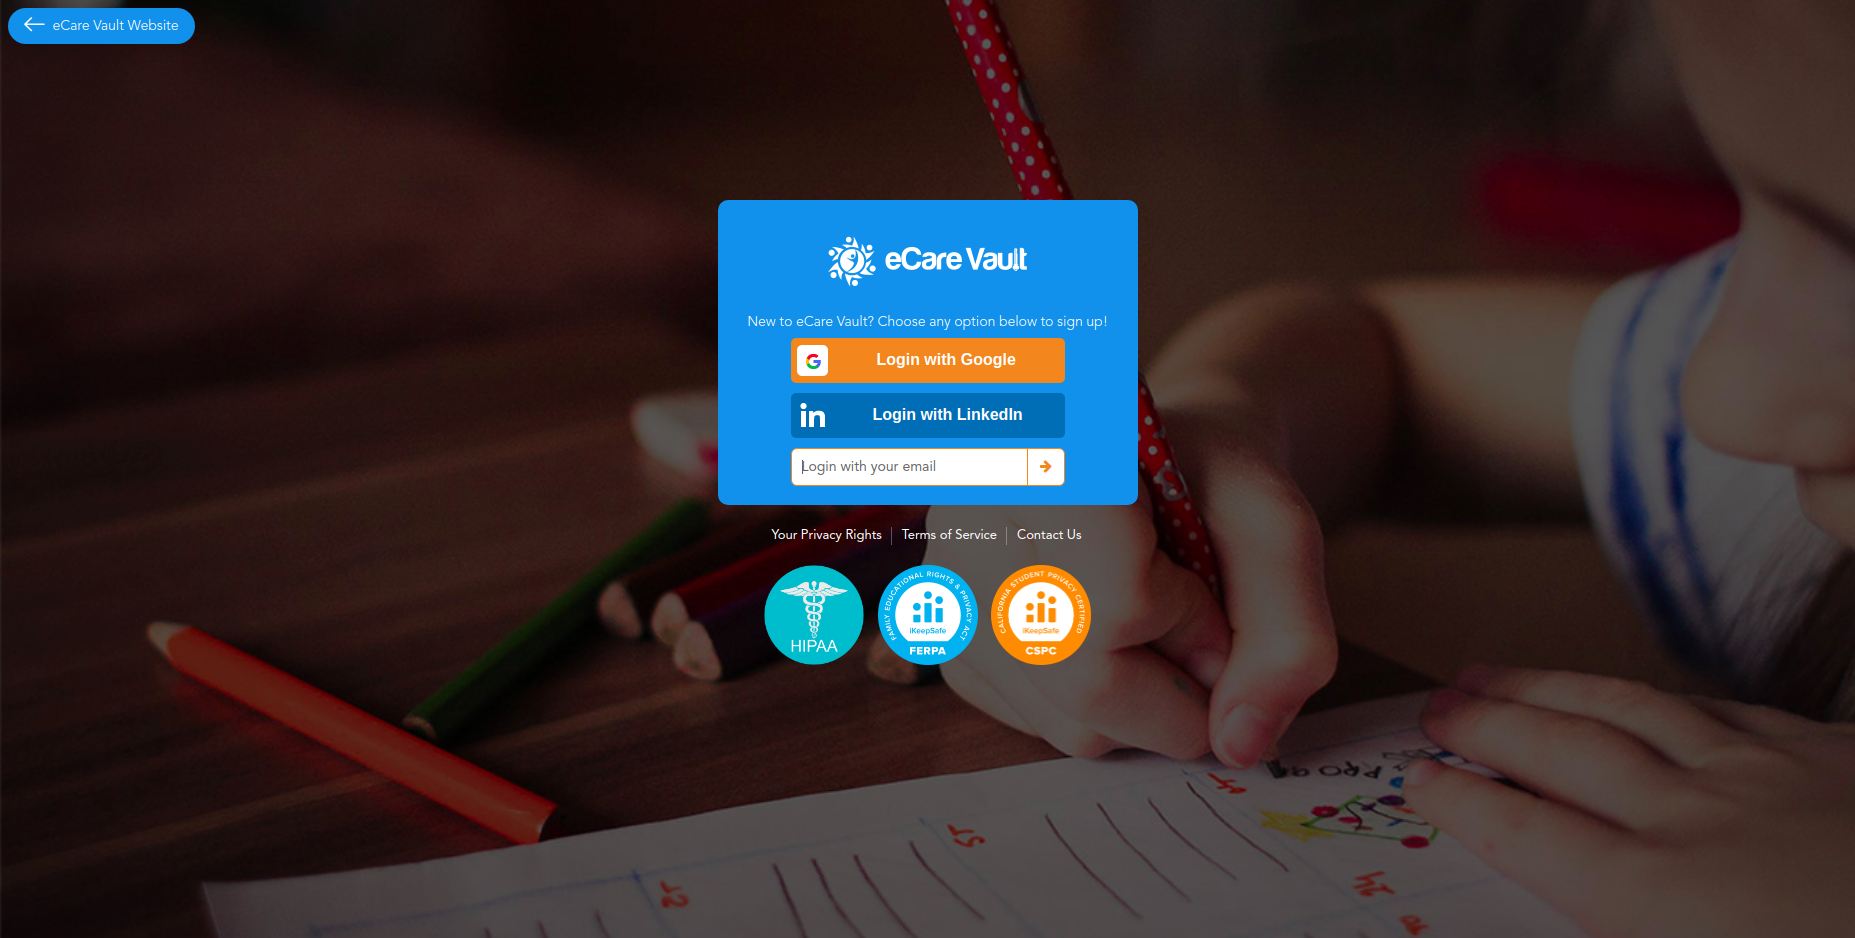 eCare Vault Website
eCare Vault
New to eCare Vault? Choose any option below to sign up!
Login with Google
in
Login with LinkedIn
Login with your email
Your Privacy Rights
Terms of Service
Contact Us
HIPAA
FAMILY EDUCATIONAL RIGHTS & PRIVACY ACT
iKeepSafe
FERPA
CALIFORNIA STUDENT PRIVACY CERTIFIED
iKeepSafe
CSPC